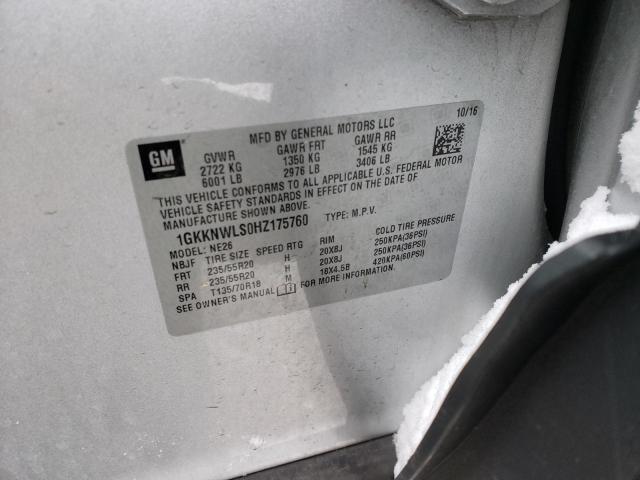 MFD BY GENERAL MOTORS LLC 10/16
GM GVWR GAWR FRT GAWR RR
2722 KG 1350 KG 1545 KG
6001 LB 2976 LB 3406 LB
THIS VEHICLE CONFORMS TO ALL APPLICABLE U.S. FEDERAL MOTOR
VEHICLE SAFETY STANDARDS IN EFFECT ON THE DATE OF
MANUFACTURE SHOWN ABOVE.
1GKKNWLS0HZ175760 TYPE: M.P.V.
MODEL: NE26
NBJF TIRE SIZE SPEED RTG RIM COLD TIRE PRESSURE
FRT 235/55R20 H 20X8J 250KPA(36PSI)
RR 235/55R20 H 20X8J 250KPA(36PSI)
SPA T135/70R18 M 18X4.5B 420KPA(60PSI)
SEE OWNER'S MANUAL FOR MORE INFORMATION.